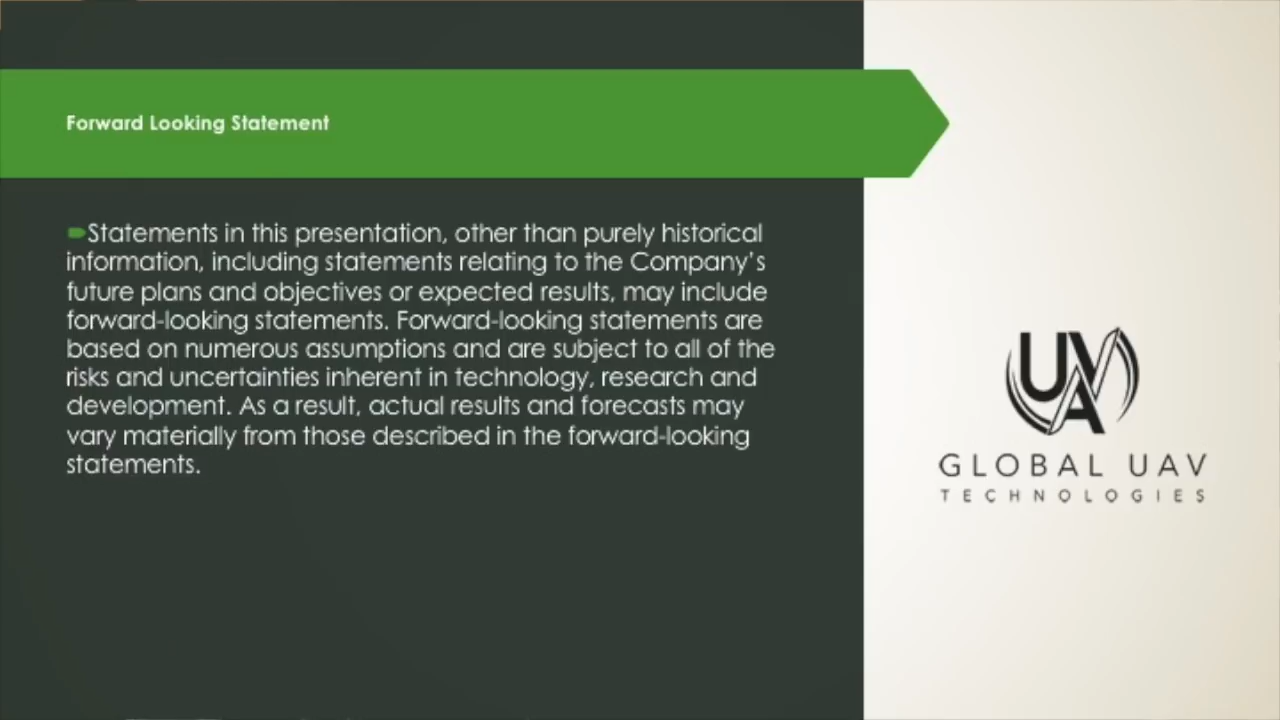 Forward Looking Statement
Statements in this presentation, other than purely historical
information, including statements relating to the Company's
future plans and objectives or expected results, may include
forward-looking statements. Forward-looking statements are
based on numerous assumptions and are subject to all of the
risks and uncertainties inherent in technology, research and
development. As a result, actual results and forecasts may
vary materially from those described in the forward-looking
statements.
UAV
GLOBAL UAV
TECHNOLOGIES